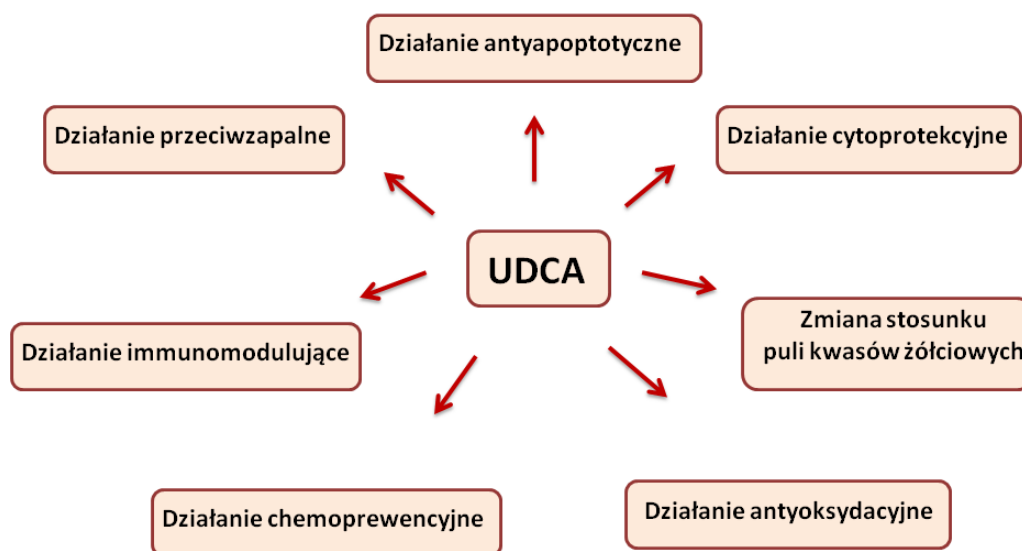 Działanie antyapoptotyczne
Działanie przeciwzapalne
Działanie cytoprotekcyjne
UDCA
Działanie immunomodulujące
Zmiana stosunku
puli kwasów żółciowych
Działanie chemoprewencyjne
Działanie antyoksydacyjne